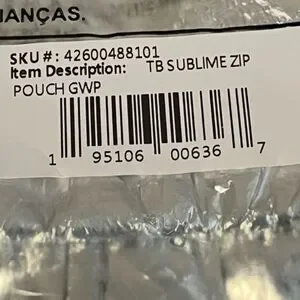 IANÇAS.
SKU #: 42600488101
Item Description: TB SUBLIME ZIP
POUCH GWP
1 95106 00636 7